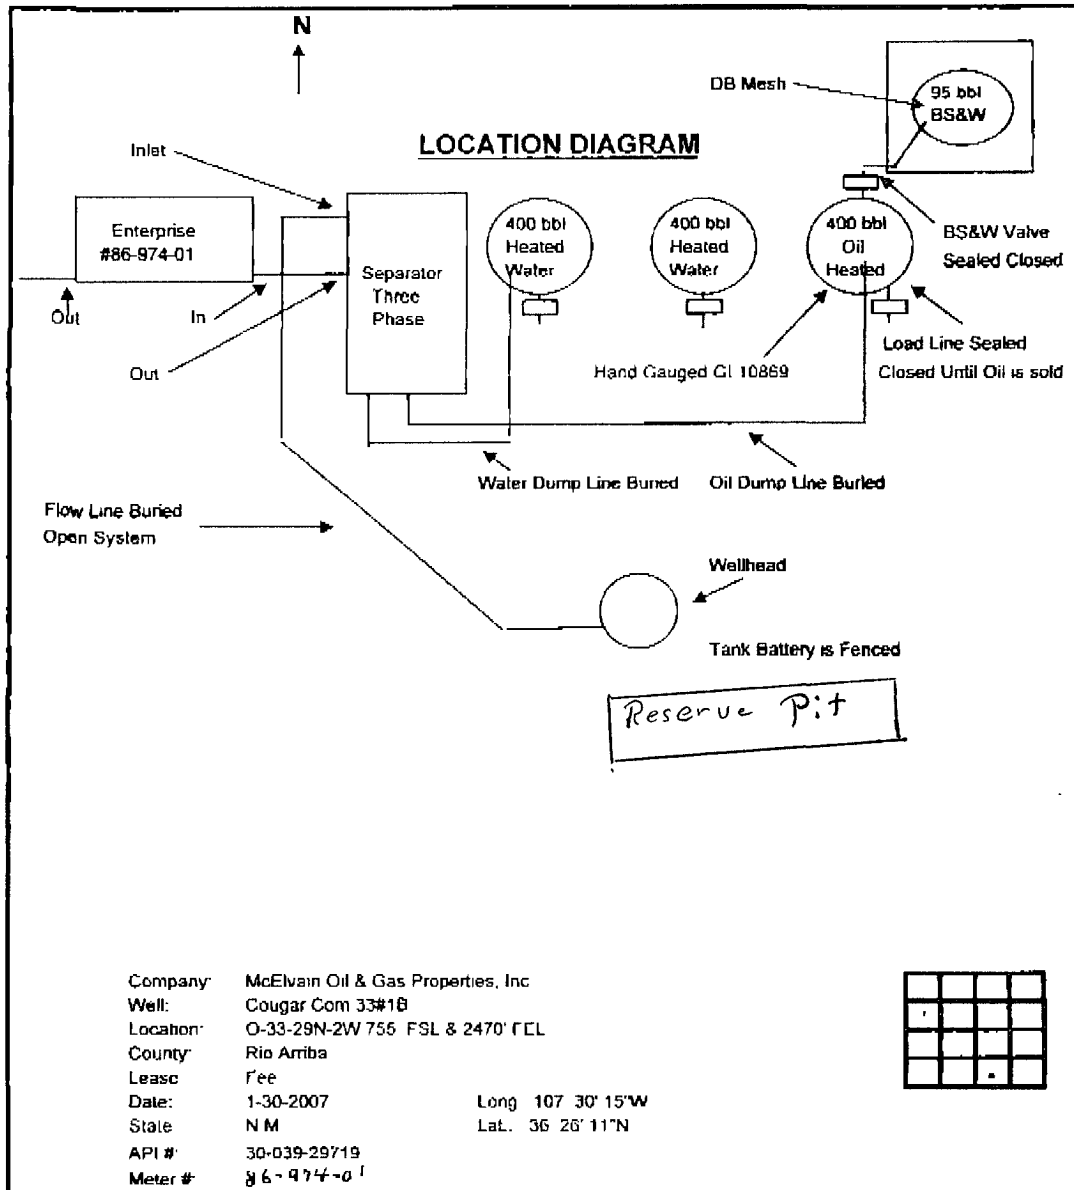 N
DB Mesh
95 bbl
BS&W
LOCATION DIAGRAM
Inlet
Enterprise
#86-974-01
Separator
Three
Phase
400 bbl
Heated
Water
400 bbl
Heated
Water
400 bbl
Oil
Heated
BS&W Valve
Sealed Closed
Out
In
Out
Hand Gauged GI 10869
Load Line Sealed
Closed Until Oil is sold
Water Dump Line Buried
Oil Dump Line Buried
Flow Line Buried
Open System
Wellhead
Tank Battery is Fenced
Reserve Pit
Company: McElvain Oil & Gas Properties, Inc
Well: Cougar Com 33#1B
Location: O-33-29N-2W 755 FSL & 2470' FEL
County: Rio Arriba
Lease Fee
Date: 1-30-2007 Long 107 30' 15"W
State N M Lat. 36 26' 11"N
API # 30-039-29719
Meter # 86-974-01